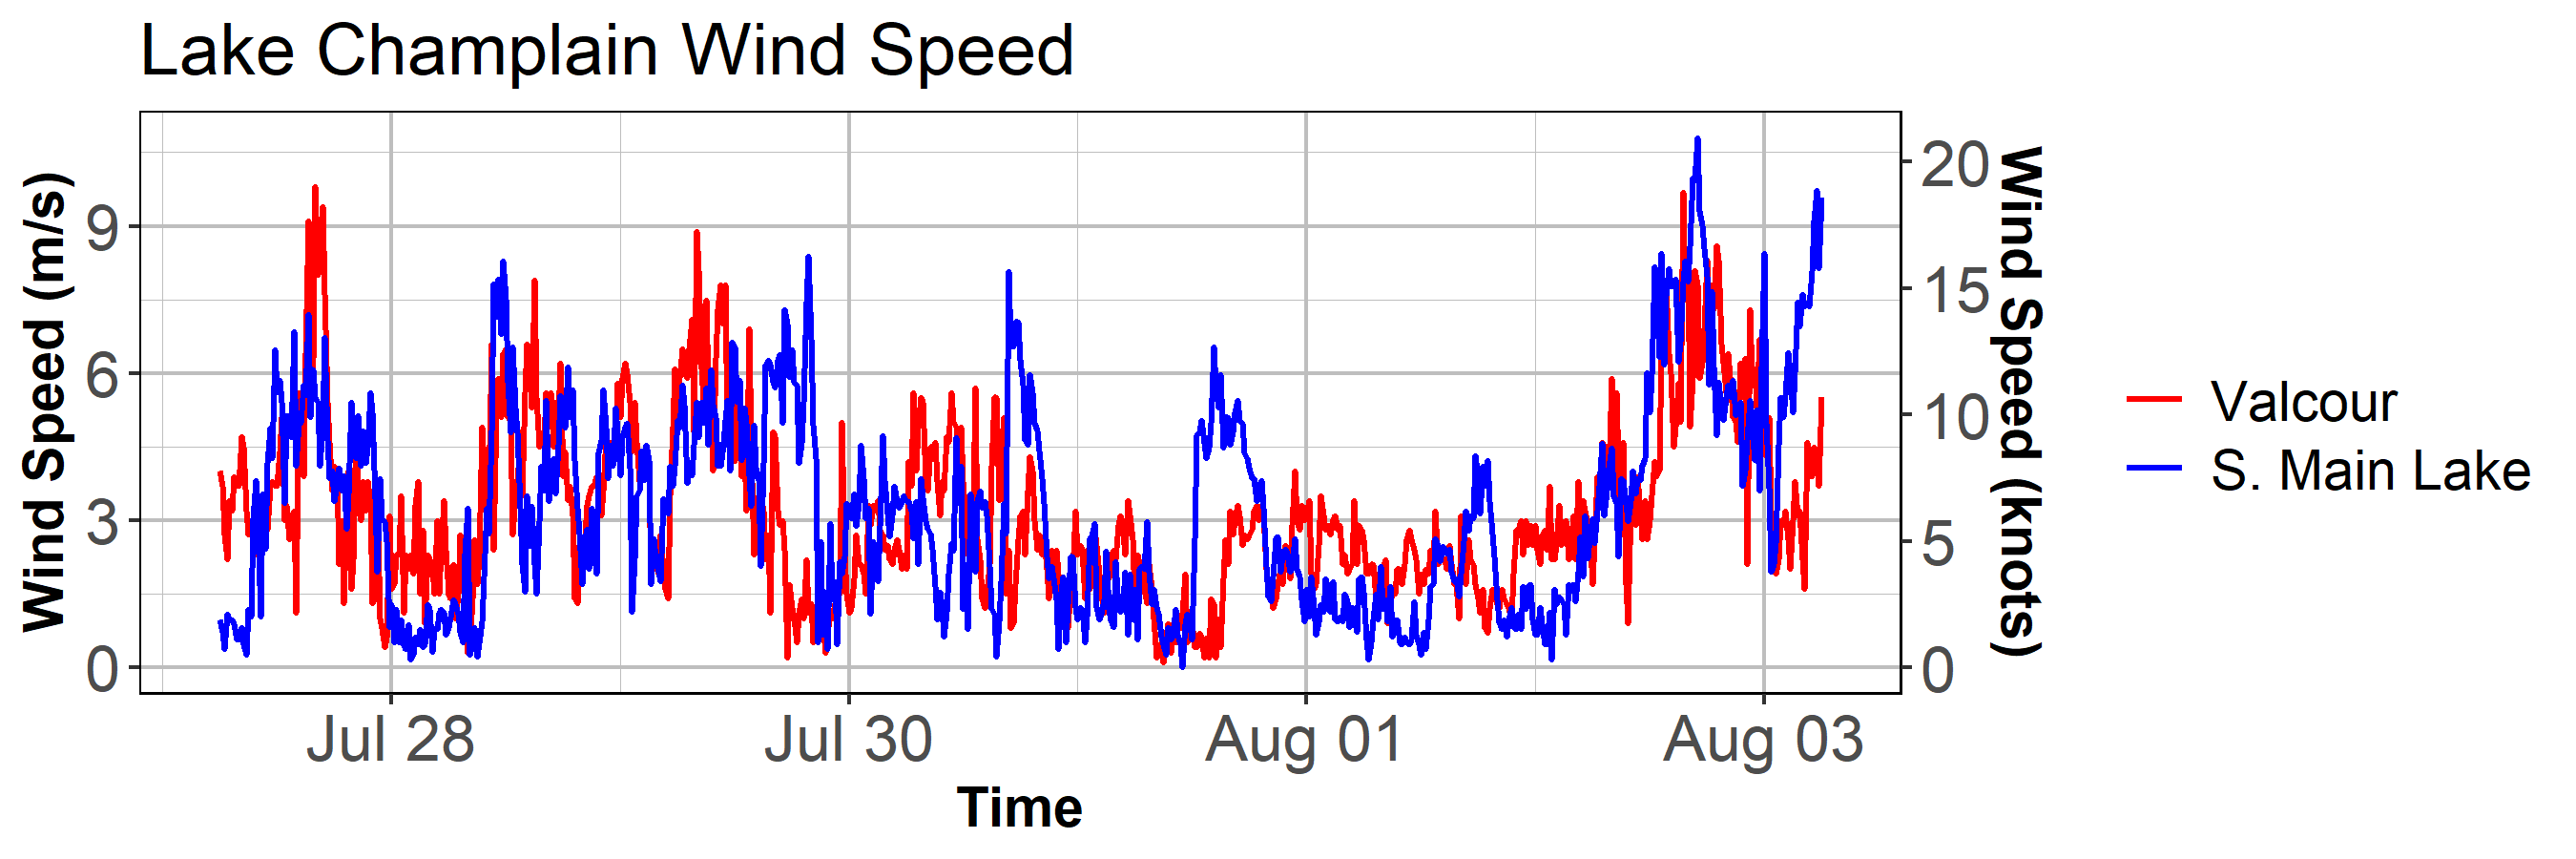 Lake Champlain Wind Speed
Wind Speed (m/s)
9
6
3
0
20
15
10
5
0
Wind Speed (knots)
Jul 28
Jul 30
Aug 01
Aug 03
Time
Valcour
S. Main Lake